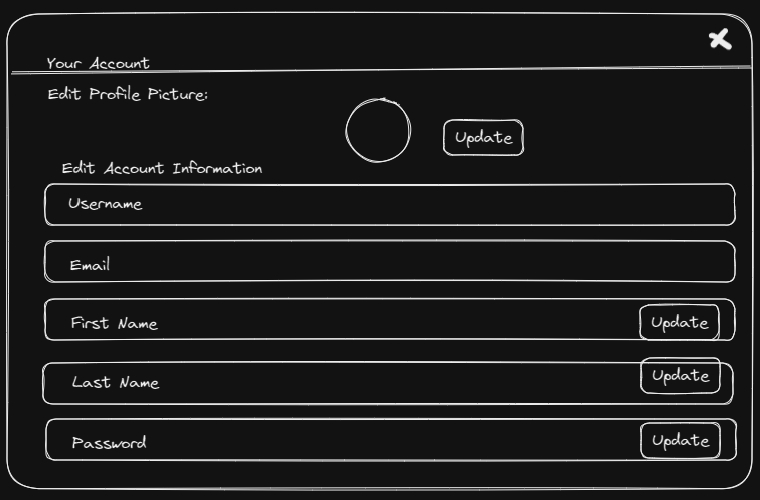 Your Account
Edit Profile Picture:
Update
Edit Account Information
Username
Email
First Name
Update
Last Name
Update
Password
Update